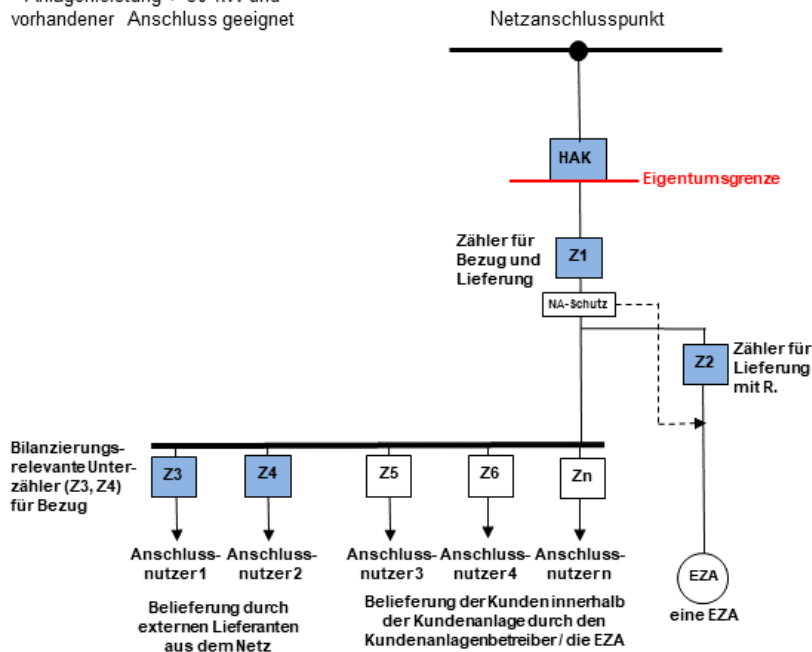 vorhandener Anschluss geeignet
Netzanschlusspunkt
HAK
Eigentumsgrenze
Zähler für
Bezug und
Lieferung
Z1
NA-Schutz
Z2
Zähler für
Lieferung
mit R.
Bilanzierungs-
relevante Unter-
zähler (Z3, Z4)
für Bezug
Z3
Z4
Z5
Z6
Zn
Anschluss-
nutzer 1
Anschluss-
nutzer 2
Anschluss-
nutzer 3
Anschluss-
nutzer 4
Anschluss-
nutzer n
Belieferung durch
externen Lieferanten
aus dem Netz
Belieferung der Kunden innerhalb
der Kundenanlage durch den
Kundenanlagenbetreiber / die EZA
EZA
eine EZA